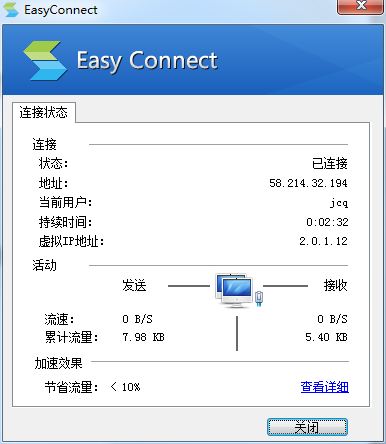 EasyConnect
Easy Connect
连接状态
连接
状态： 已连接
地址： 58.214.32.194
当前用户： jcq
持续时间： 0:02:32
虚拟IP地址： 2.0.1.12
活动
发送 接收
流速： 0 B/S 0 B/S
累计流量： 7.98 KB 5.40 KB
加速效果
节省流量： < 10% 查看详细
关闭